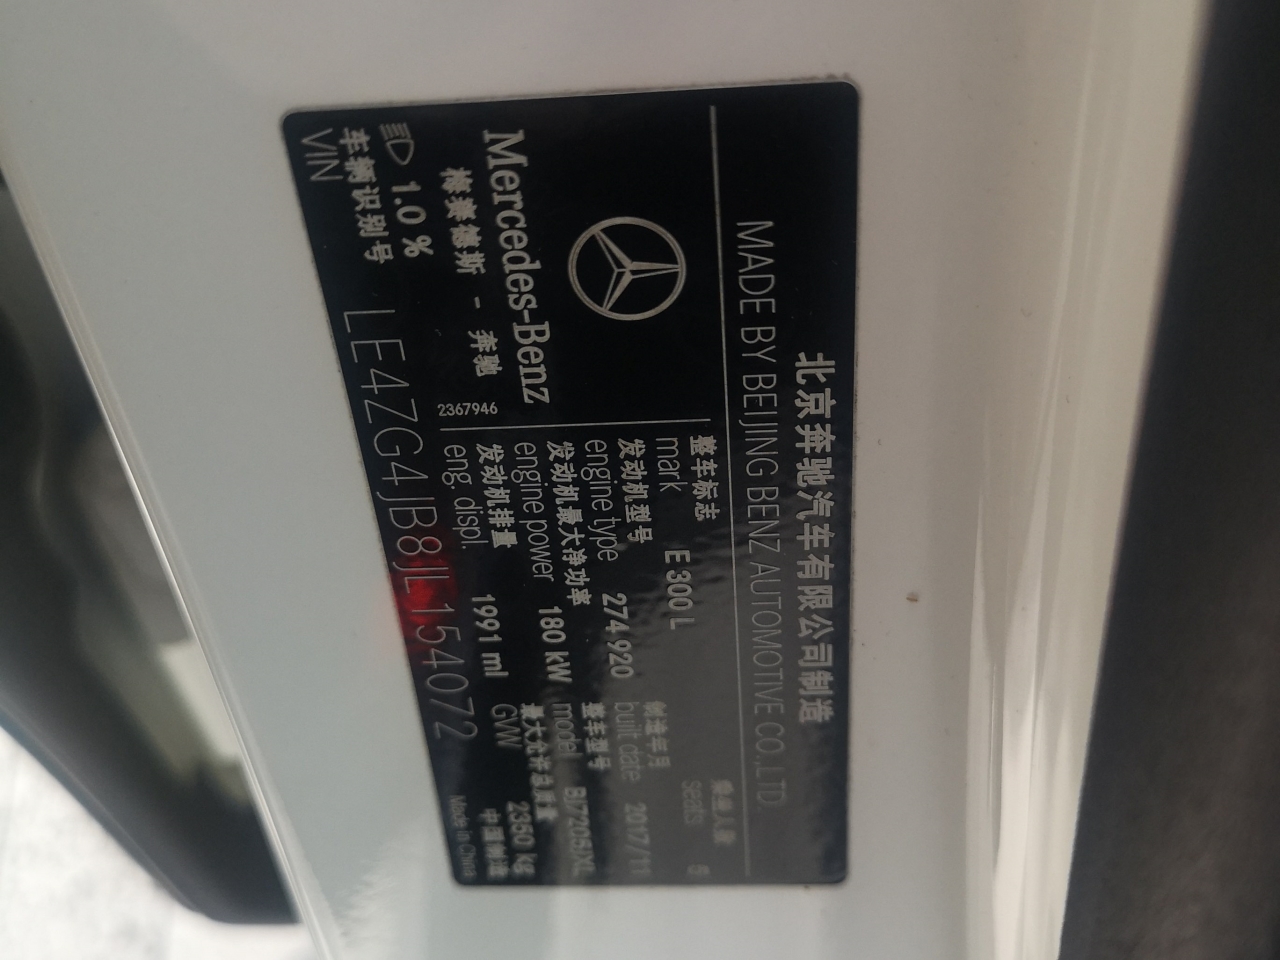 北京奔驰汽车有限公司制造
MADE BY BEIJING BENZ AUTOMOTIVE CO.,LTD.
Mercedes-Benz
梅赛德斯 - 奔驰
2367946
整车标志
mark E 300 L
乘坐人数
seats 5
发动机型号
engine type 274 920
制造年月
built date 2017/11
发动机最大净功率
engine power 180 kW
整车型号
model BJ7205JXL
发动机排量
eng. displ. 1991 ml
最大允许总质量
GVW 2350 kg
1.0 %
中国制造
Made in China
车辆识别号
VIN LE4ZG4JB8JL154072